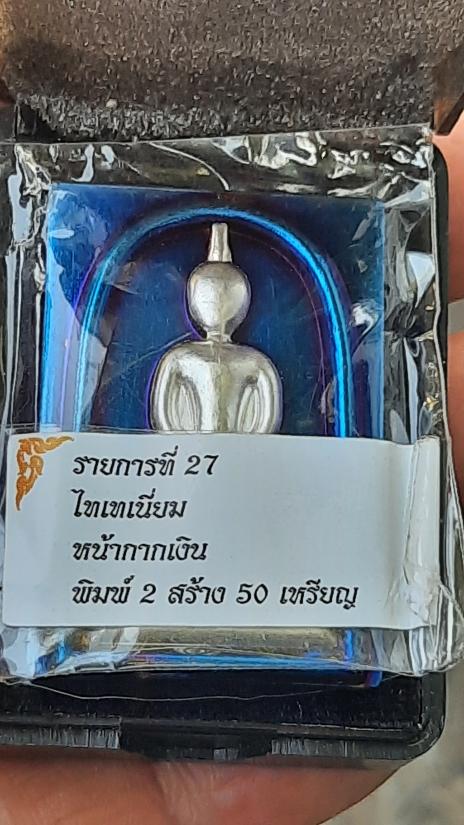 รายการที่ 27
ไทเทเนี่ยม
หน้ากากเงิน
พิมพ์ 2 สร้าง 50 เหรียญ